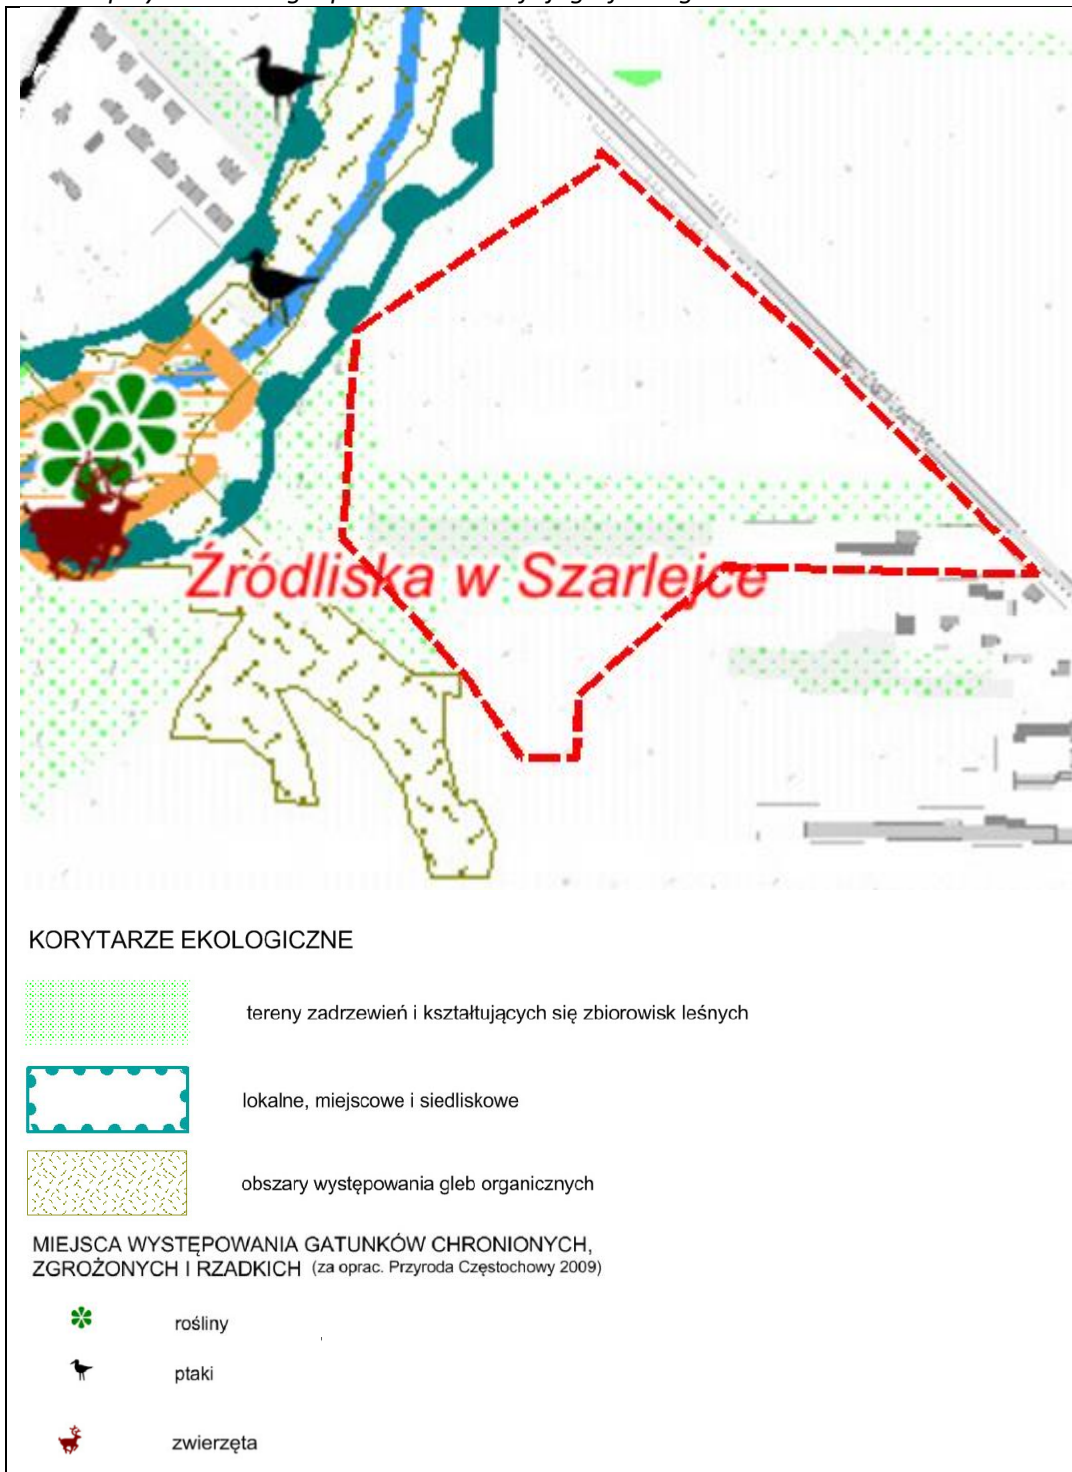 Źródliska w Szarlejce
KORYTARZE EKOLOGICZNE
tereny zadrzewień i kształtujących się zbiorowisk leśnych
lokalne, miejscowe i siedliskowe
obszary występowania gleb organicznych
MIEJSCA WYSTĘPOWANIA GATUNKÓW CHRONIONYCH,
ZGROŻONYCH I RZADKICH (za oprac. Przyroda Częstochowy 2009)
rośliny
ptaki
zwierzęta